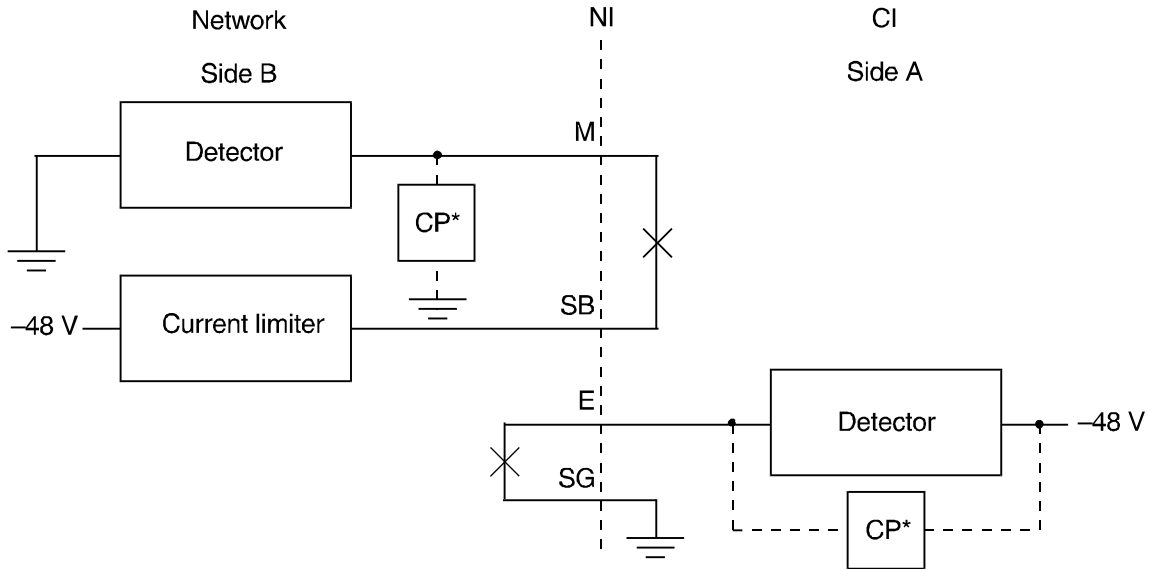 Network NI CI
Side B Side A
M
Detector
CP*
SB
–48 V Current limiter
E
Detector –48 V
SG
CP*